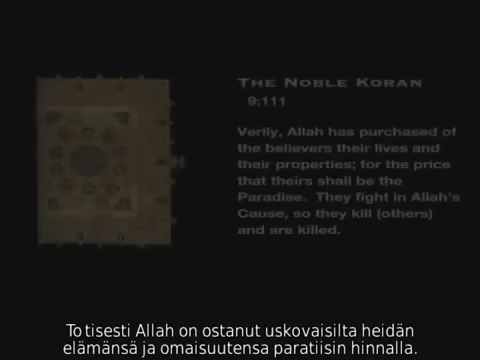 THE NOBLE KORAN
9:111
Verily, Allah has purchased of
the believers their lives and
their properties; for the price
that theirs shall be the
Paradise. They fight in Allah's
Cause, so they kill (others)
and are killed.
Totisesti Allah on ostanut uskovaisilta heidän
elämänsä ja omaisuutensa paratiisin hinnalla.